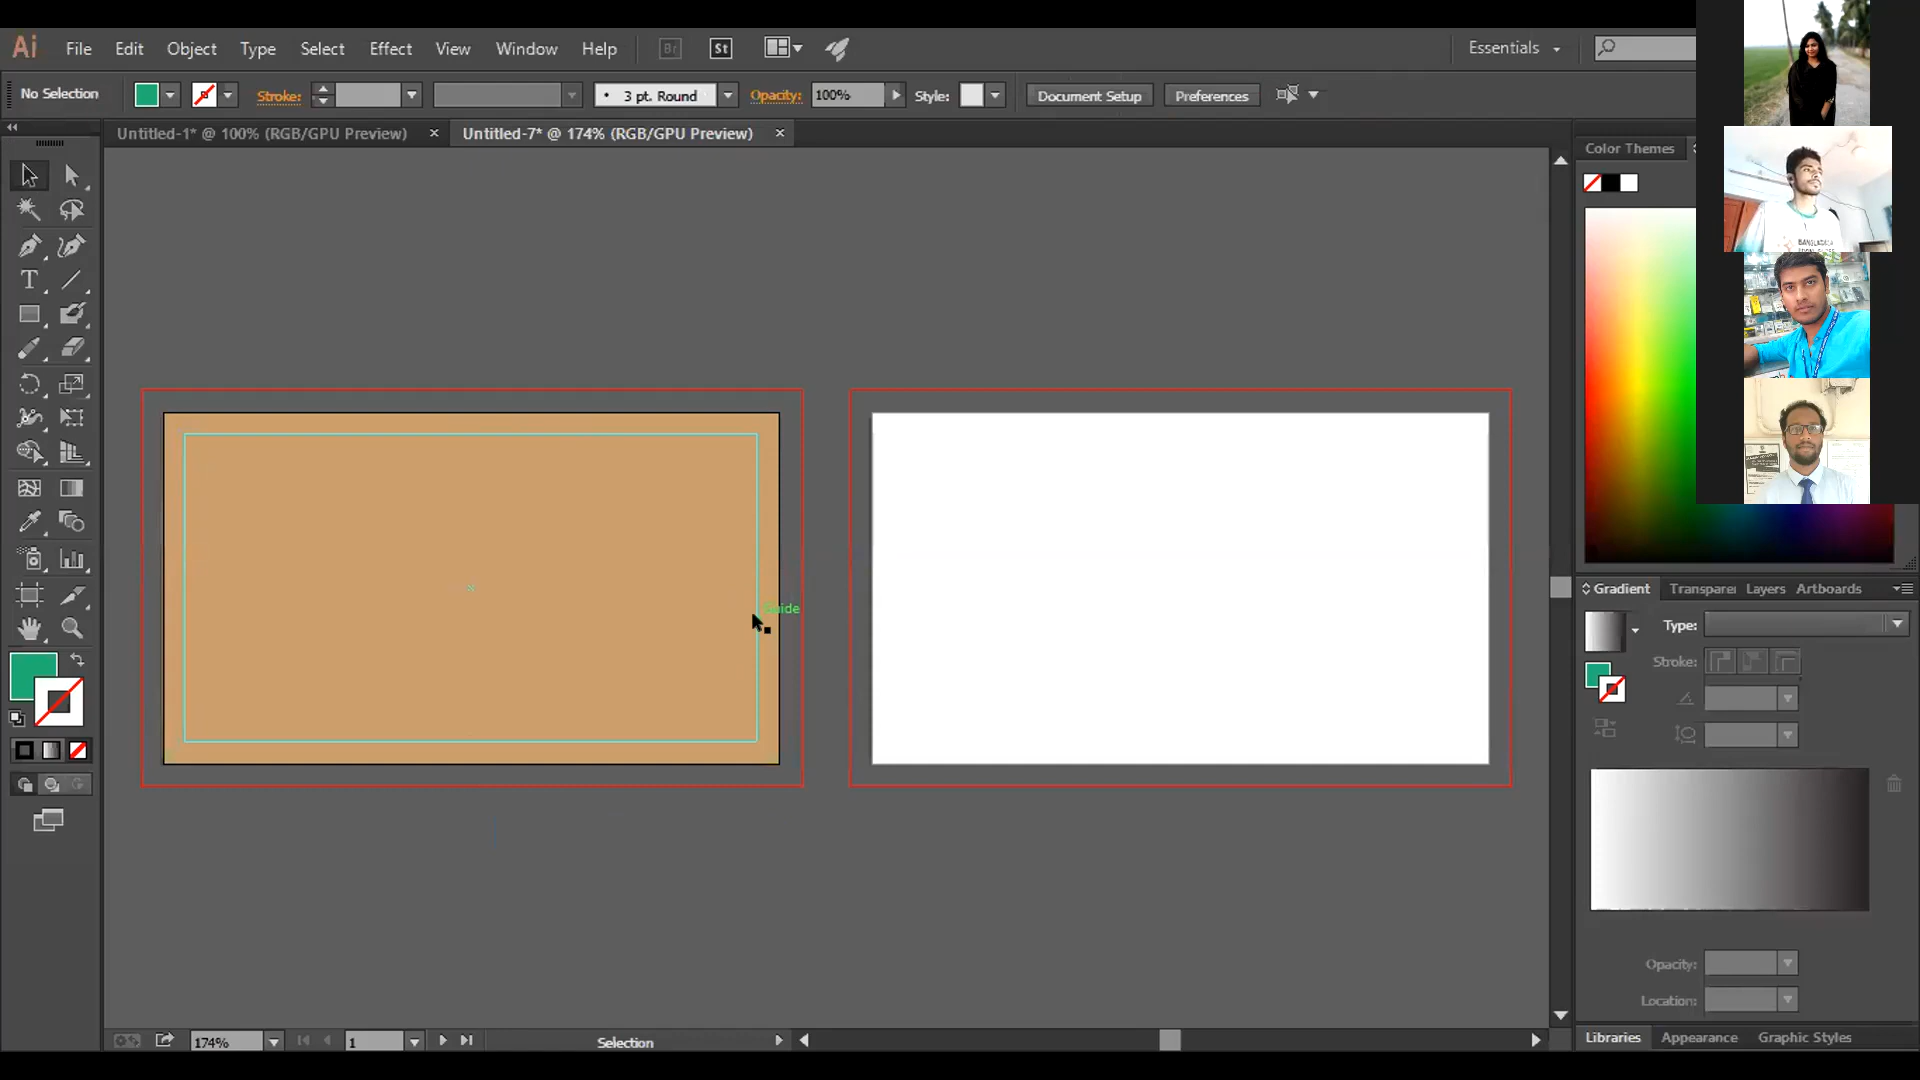 Ai File Edit Object Type Select Effect View Window Help Br St Essentials
No Selection Stroke: 3 pt. Round Opacity: 100% Style: Document Setup Preferences
Untitled-1* @ 100% (RGB/GPU Preview) × Untitled-7* @ 174% (RGB/GPU Preview) ×
Color Themes
Guide
Gradient Transparei Layers Artboards
Type:
Stroke:
Opacity:
Location:
174% 1 Selection
Libraries Appearance Graphic Styles